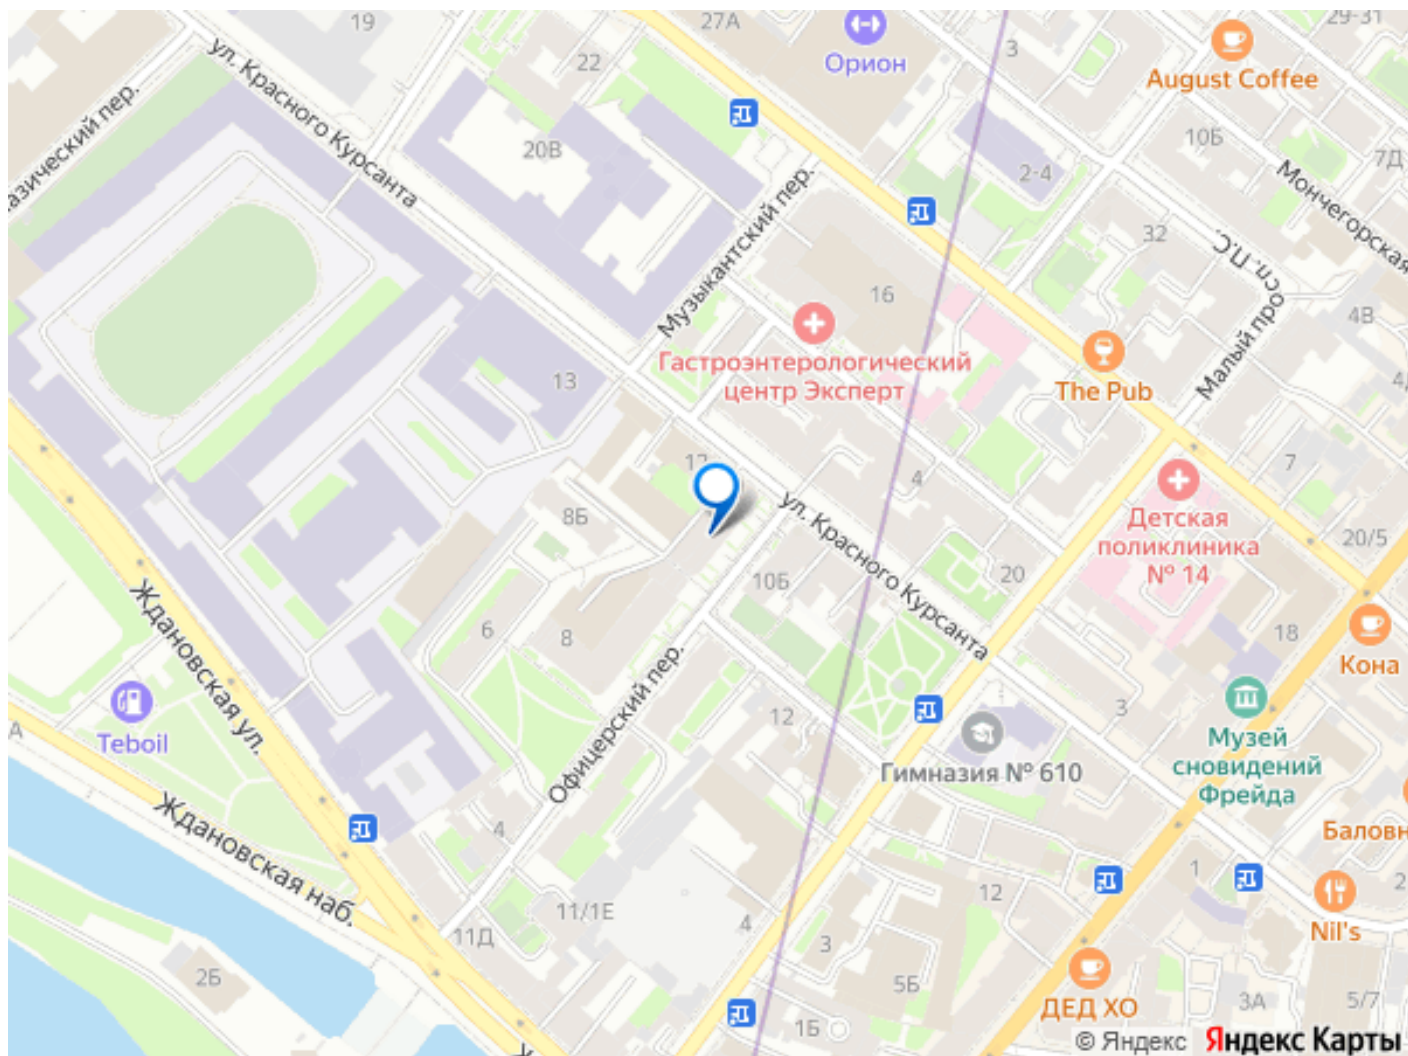 19
27А
29-31
Орион
3
August Coffee
22
ул. Красного Курсанта
20В
10Б
7Д
2-4
Мончегорская
Музыкантский пер.
32
16
4В
Малый
Гастроэнтерологический
центр Эксперт
The Pub
13
4
7
ул. Красного Курсанта
Детская
поликлиника
№ 14
20/5
8Б
10Б
20
6
8
18
Кона
Ждановская ул.
Офицерский пер.
Teboil
12
3
Гимназия № 610
Музей
сновидений
Фрейда
Ждановская наб.
4
1
12
11/1Е
4
3
11Д
Nil's
2Б
5Б
ДЕД ХО
3А
5/7
1Б
© Яндекс Яндекс Карты